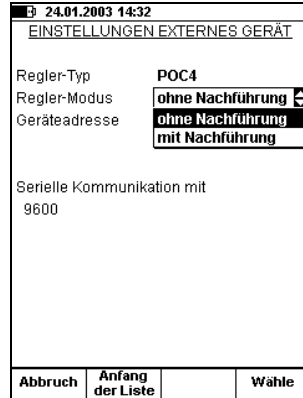 24.01.2003 14:32
EINSTELLUNGEN EXTERNES GERÄT
Regler-Typ POC4
Regler-Modus ohne Nachführung
Geräteadresse ohne Nachführung
mit Nachführung
Serielle Kommunikation mit
9600
Abbruch Anfang der Liste Wähle